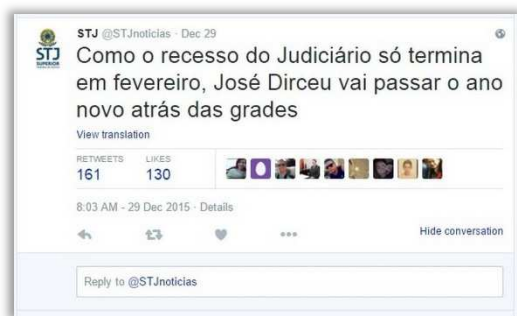 STJ @STJnoticias · Dec 29
STJ
SUPERIOR
Como o recesso do Judiciário só termina
em fevereiro, José Dirceu vai passar o ano
novo atrás das grades
View translation
RETWEETS LIKES
161 130
8:03 AM - 29 Dec 2015 · Details
Hide conversation
Reply to @STJnoticias